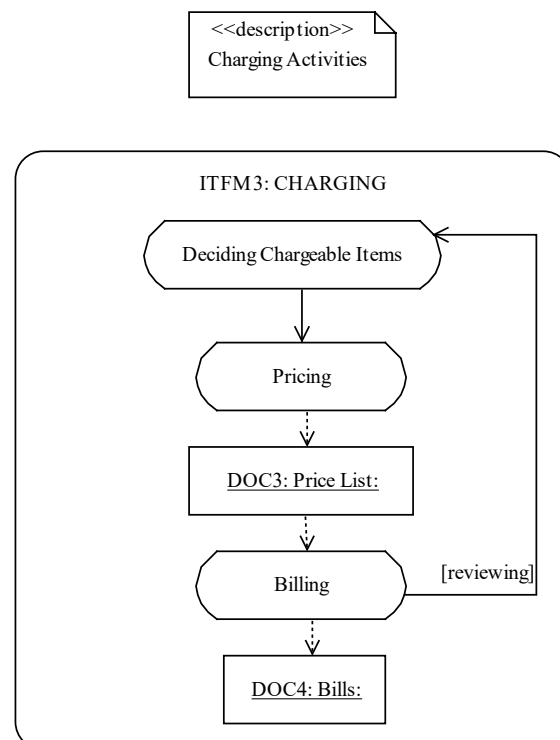 <<description>>
Charging Activities
ITFM3: CHARGING
Deciding Chargeable Items
Pricing
DOC3: Price List:
Billing
[reviewing]
DOC4: Bills: